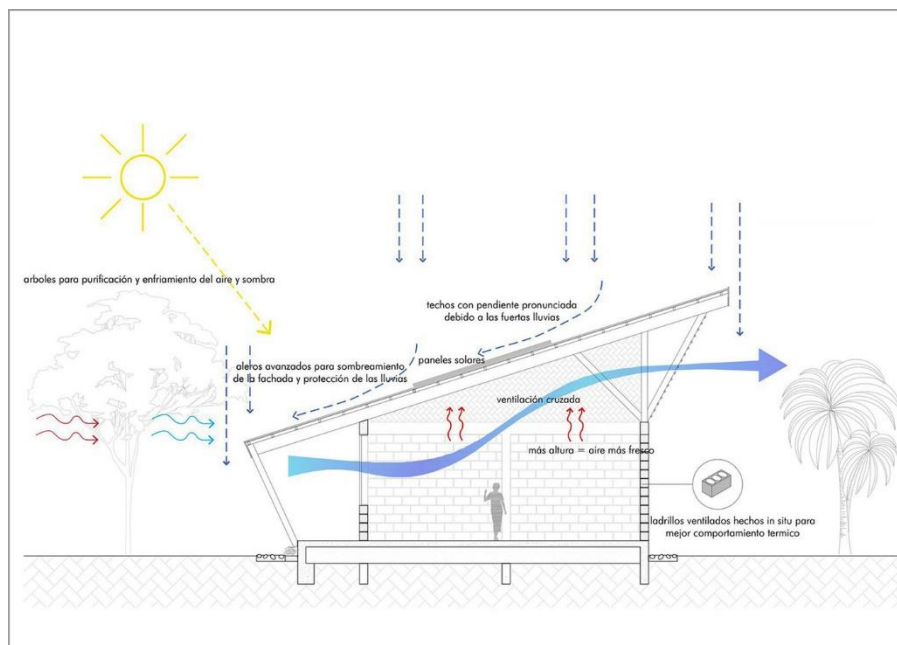 arboles para purificación y enfriamiento del aire y sombra
techos con pendiente pronunciada
debido a las fuertas lluvias
aleros avanzados para sombreamiento
de la fachada y protección de las lluvias
paneles solares
ventilación cruzada
más altura = aire más fresco
ladrillos ventilados hechos in situ para
mejor comportamiento termico